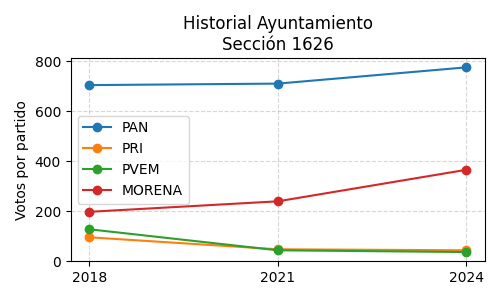 Historial Ayuntamiento
Sección 1626
Votos por partido
800
600
400
200
0
PAN
PRI
PVEM
MORENA
2018
2021
2024